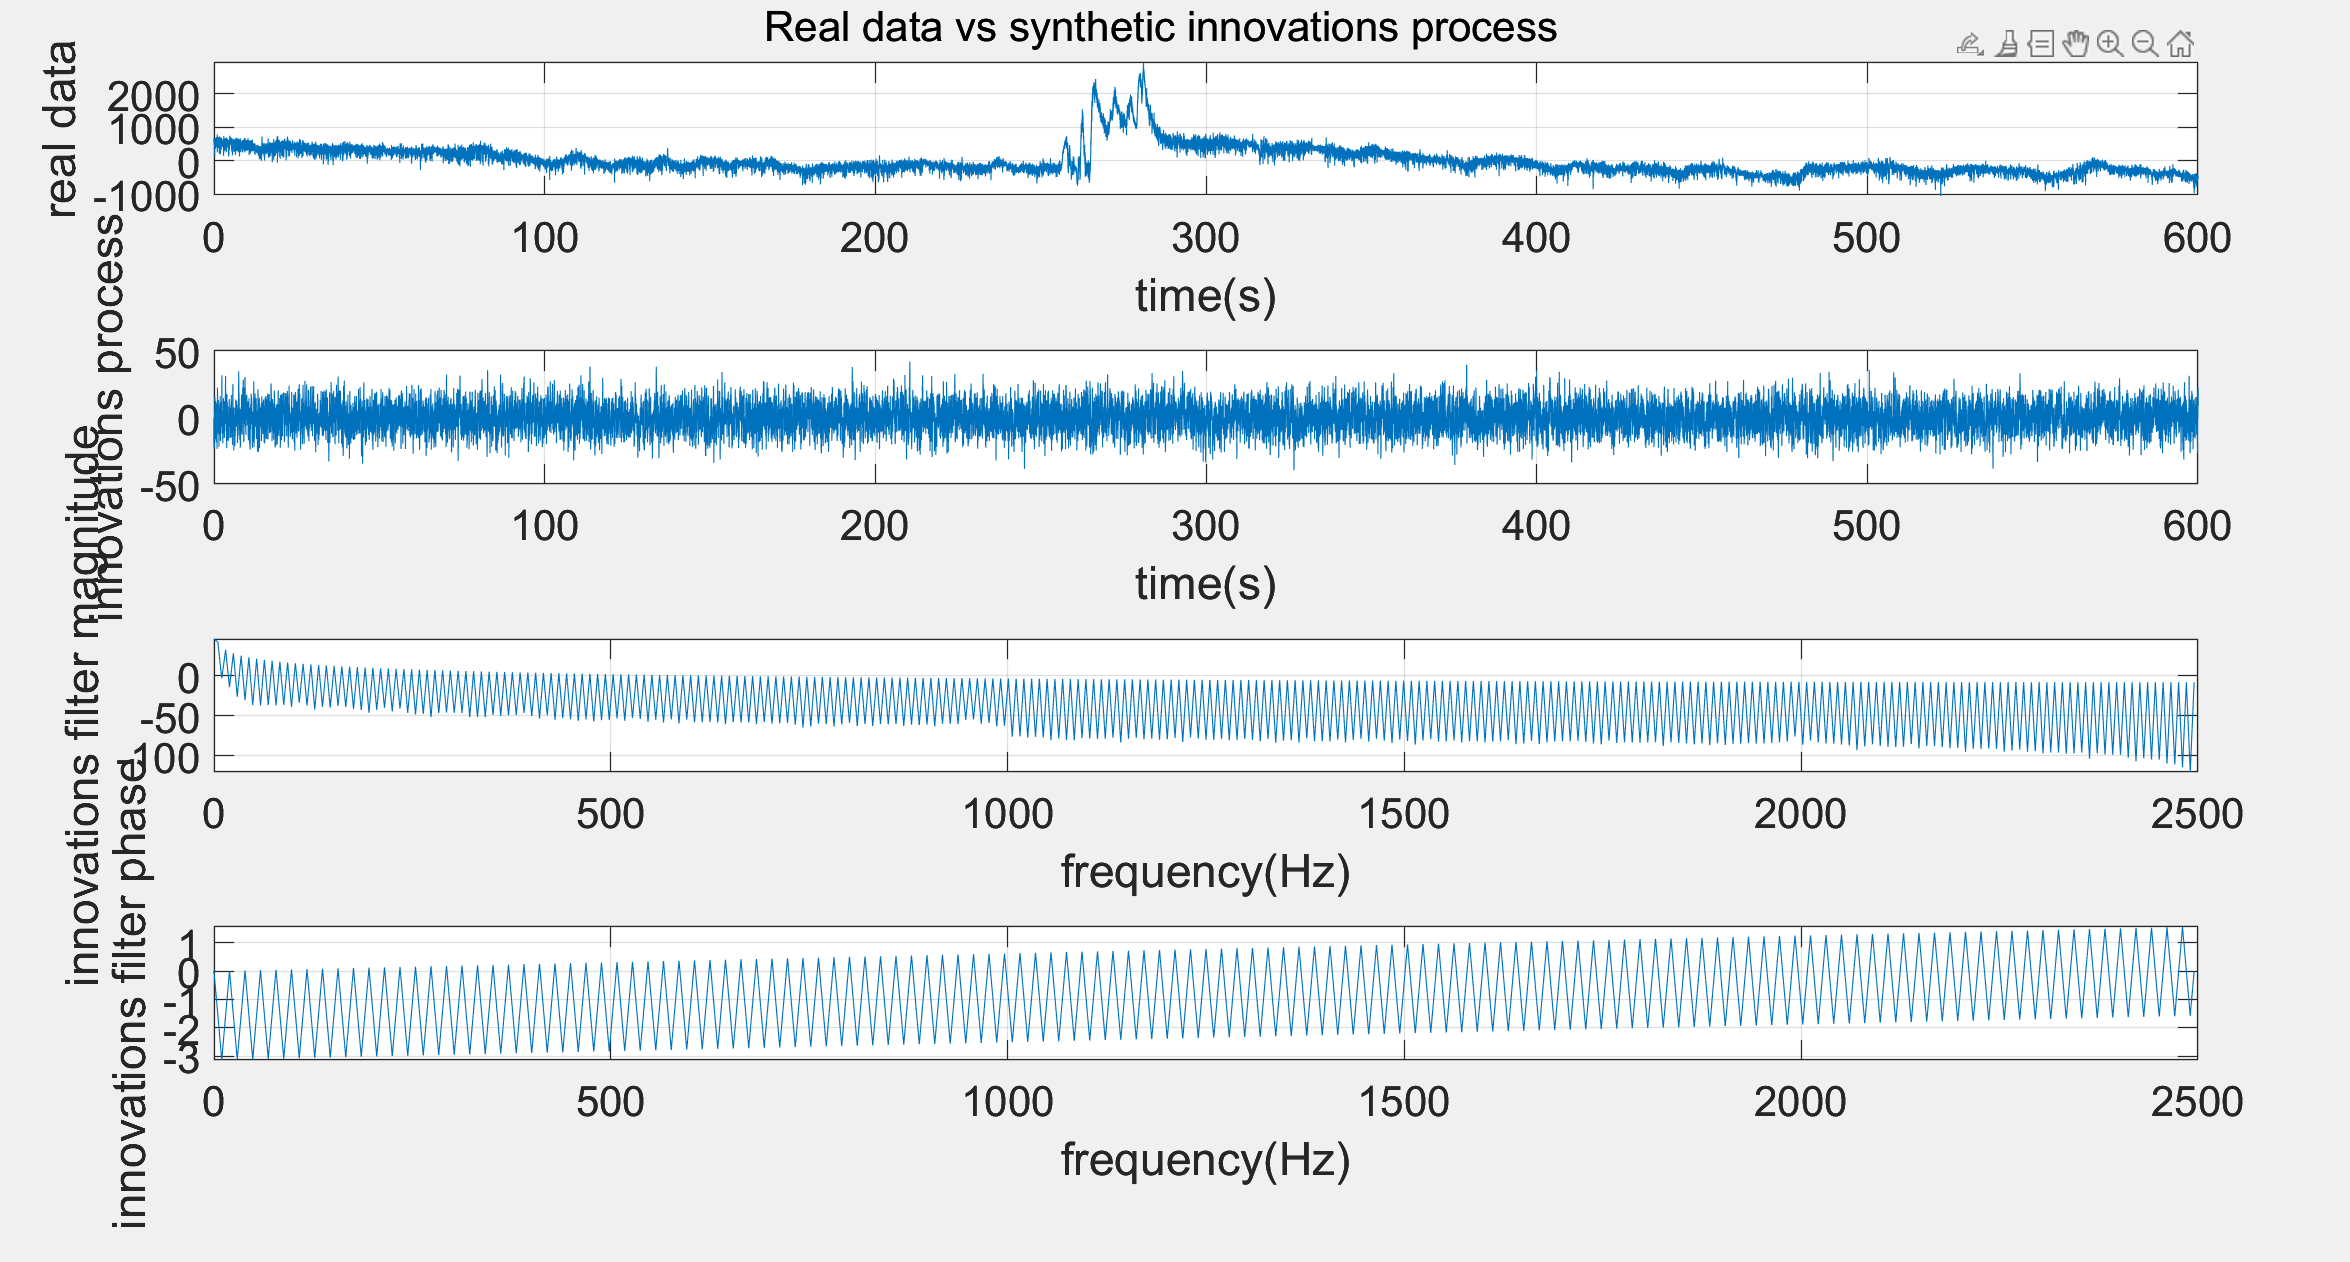 Real data vs synthetic innovations process
real data
2000
1000
0
-1000
0 100 200 300 400 500 600
time(s)
innovations process
50
0
-50
0 100 200 300 400 500 600
time(s)
innovations filter magnitude
0
-50
-100
0 500 1000 1500 2000 2500
frequency(Hz)
innovations filter phase
1
0
-1
-2
-3
0 500 1000 1500 2000 2500
frequency(Hz)